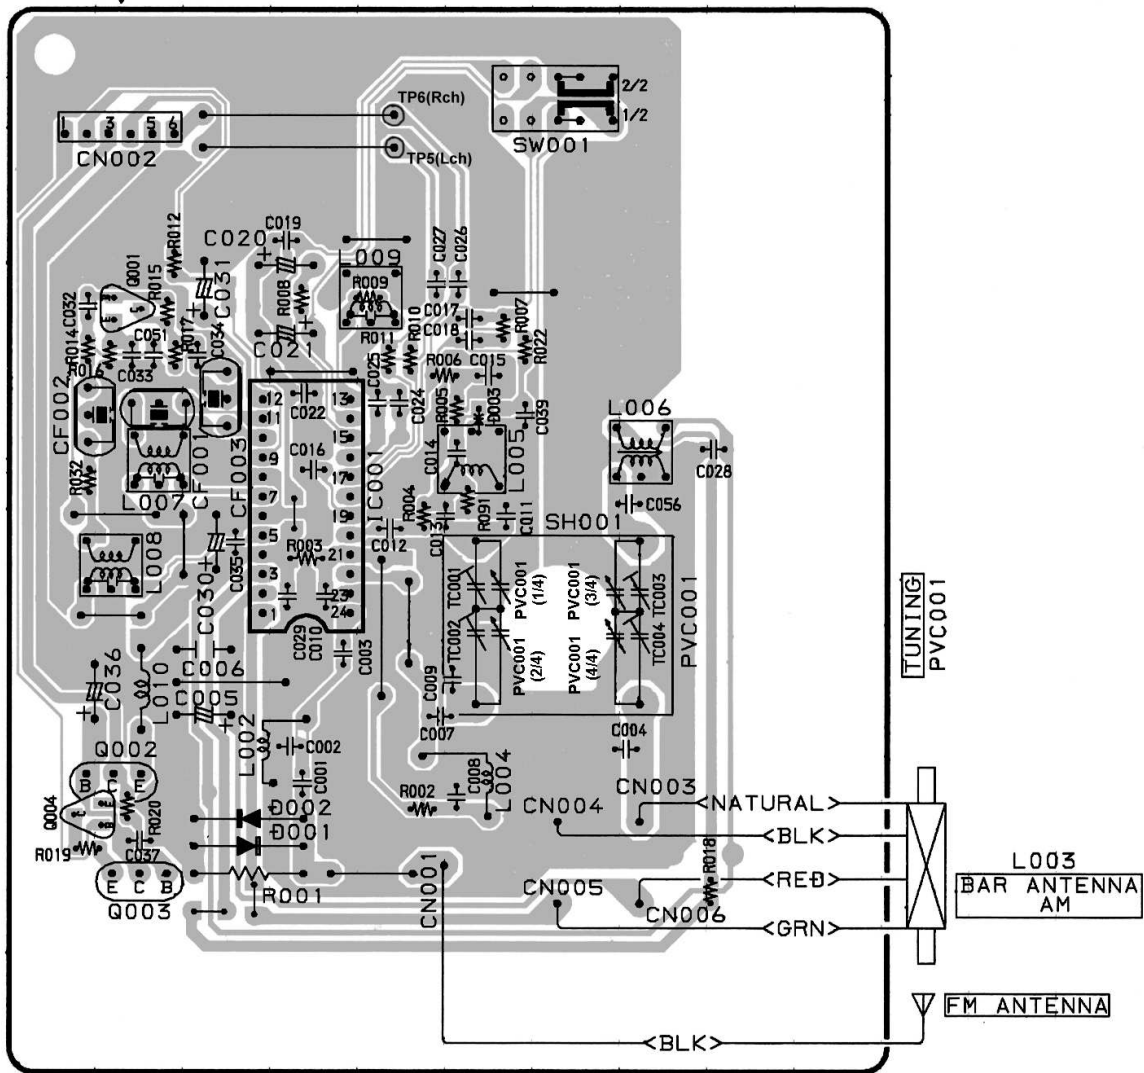 2/2
1/2
SW001
TP6(Rch)
TP5(Lch)
1 3 5 6
CN002
R012
C020
C019
C027
C026
L009
Q001
R015
C031
R008
R009
C032
C017
C018
R007
R014
C051
R017
C034
C021
R011
R010
R022
R016
C033
C025
R006
C015
CF002
12
11
9
7
5
3
1
13
15
17
19
21
23
24
C022
C024
R005
D003
C039
L006
C016
C014
L005
C028
R032
L007
CF001
CF003
IC001
R004
C013
R091
C011
C056
SH001
C012
L008
C030
C035
R003
TC001
PVC001
(1/4)
PVC001
(3/4)
TC003
TC002
PVC001
(2/4)
PVC001
(4/4)
TC004
PVC001
C029
C010
C003
TUNING
PVC001
C036
L010
C006
C005
C009
C007
C004
L002
C002
C001
Q002
B C E
Q004
E
C
B
R020
R019
C037
D002
D001
R002
C008
L004
CN003
CN004
<NATURAL>
<BLK>
E C B
Q003
R001
CN001
CN005
CN006
R018
<RED>
<GRN>
L003
BAR ANTENNA
AM
FM ANTENNA
<BLK>